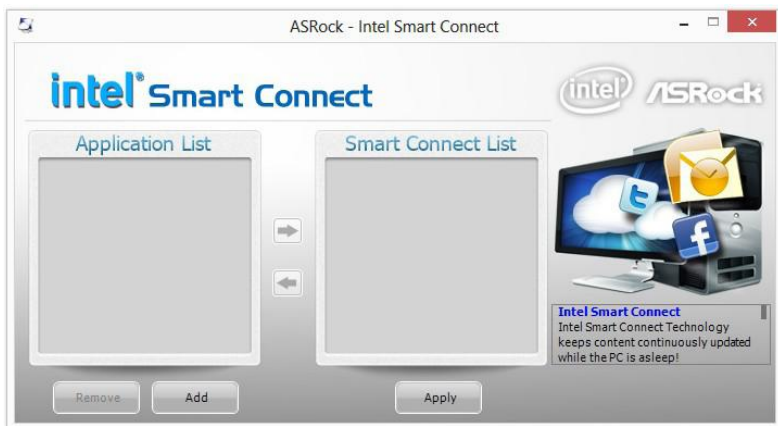 ASRock - Intel Smart Connect
intel® Smart Connect
intel ASRock
Application List
Smart Connect List
Intel Smart Connect
Intel Smart Connect Technology
keeps content continuously updated
while the PC is asleep!
Remove
Add
Apply